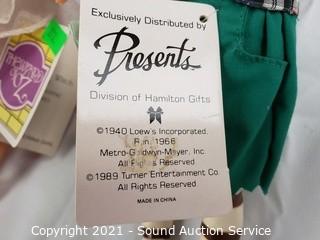 Exclusively Distributed by
Presents
Division of Hamilton Gifts
©1940 Loew's Incorporated.
Ren 1966
Metro-Goldwyn-Mayer, Inc.
All Rights Reserved
©1989 Turner Entertainment Co.
All Rights Reserved
MADE IN CHINA
Copyright 2021 - Sound Auction Service